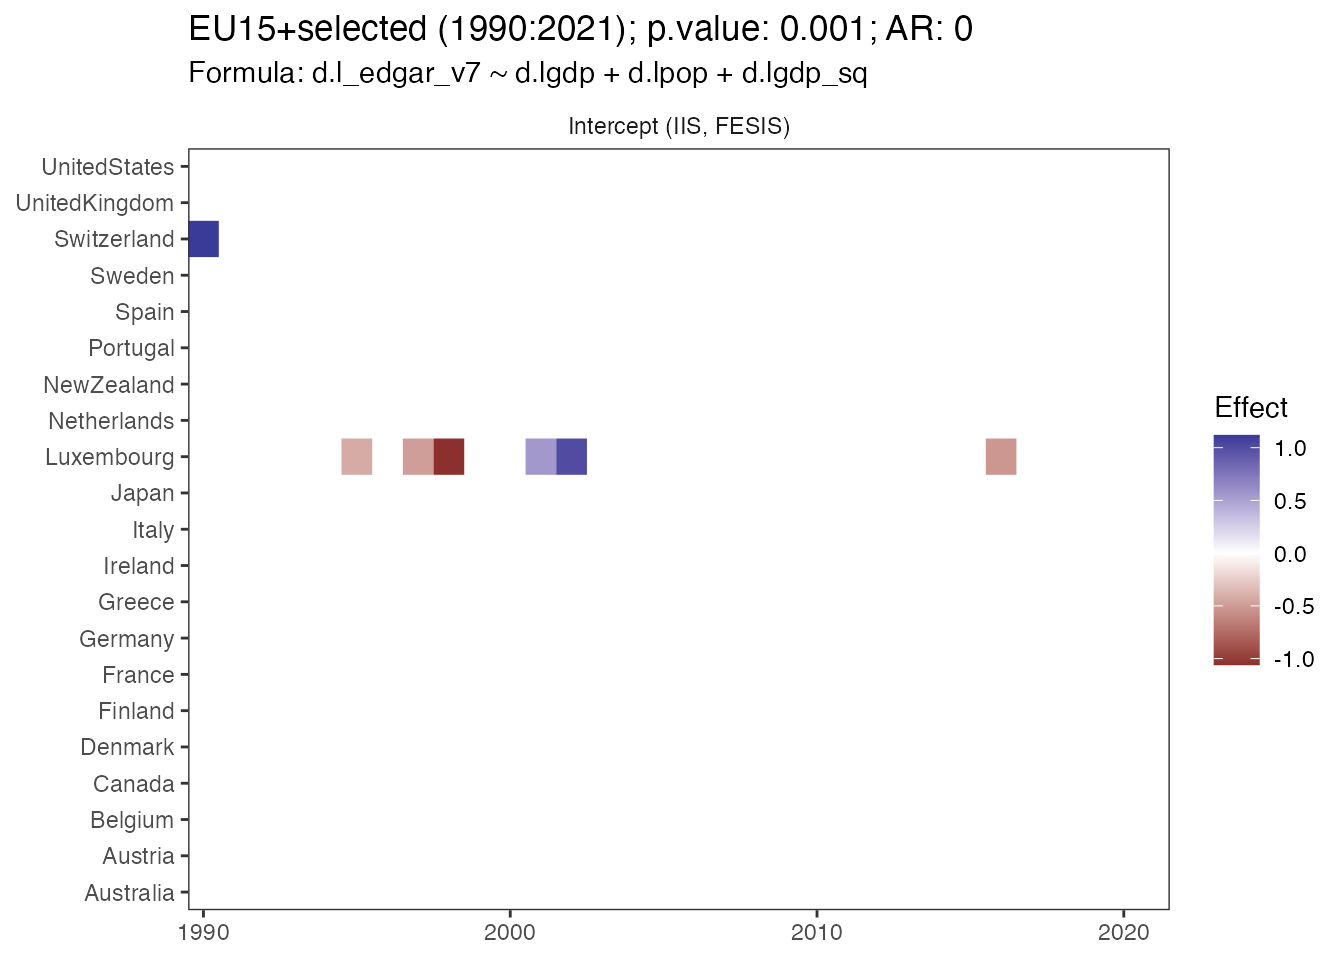 EU15+selected (1990:2021); p.value: 0.001; AR: 0
Formula: d.l_edgar_v7 ~ d.lgdp + d.lpop + d.lgdp_sq
Intercept (IIS, FESIS)
UnitedStates
UnitedKingdom
Switzerland
Sweden
Spain
Portugal
NewZealand
Netherlands
Luxembourg
Japan
Italy
Ireland
Greece
Germany
France
Finland
Denmark
Canada
Belgium
Austria
Australia
1990 2000 2010 2020
Effect
1.0
0.5
0.0
-0.5
-1.0